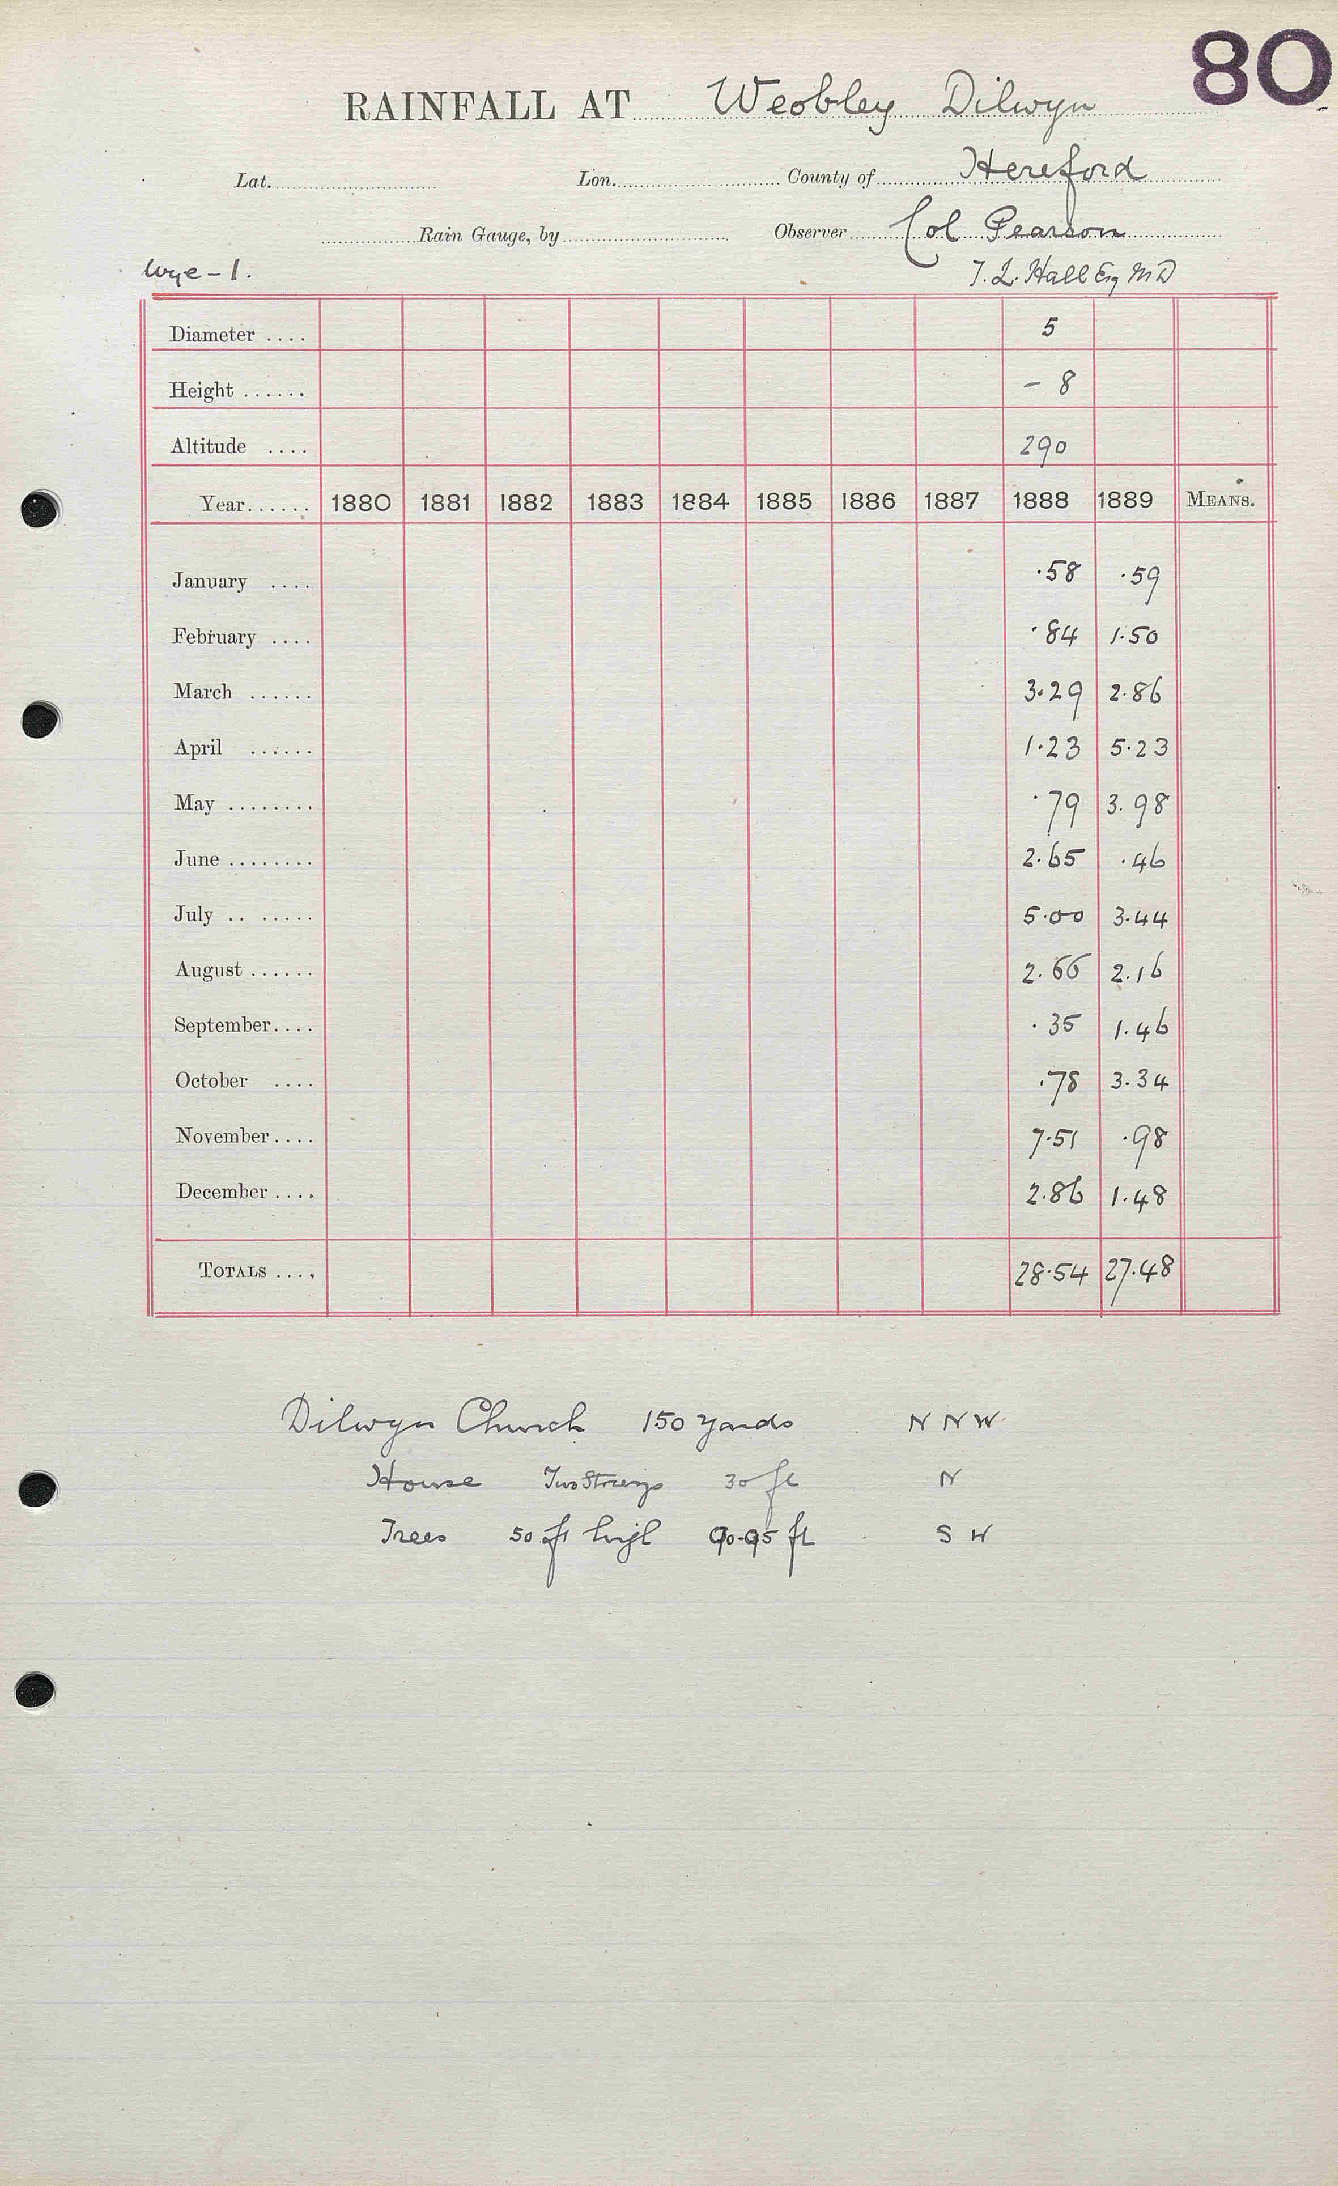 80
RAINFALL AT Weobley Dilwyn
Lat. Lon. County of Hereford
Rain Gauge, by Observer Col Pearson
Wye - 1. T. L. Hall Esq MD
Diameter .... 5
Height ...... - 8
Altitude .... 290
Year...... 1880 1881 1882 1883 1884 1885 1886 1887 1888 1889 MEANS.
January .... .58 .59
February .... .84 1.50
March ...... 3.29 2.86
April ...... 1.23 5.23
May ........ .79 3.98
June ........ 2.65 .46
July .. ...... 5.00 3.44
August ...... 2.66 2.16
September.... .35 1.46
October .... .78 3.34
November.... 7.51 .98
December .... 2.86 1.48
TOTALS .... 28.54 27.48
Dilwyn Church 150 yards N N W
House Two Storeys 30 ft N
Trees 50 ft high 90-95 ft S W